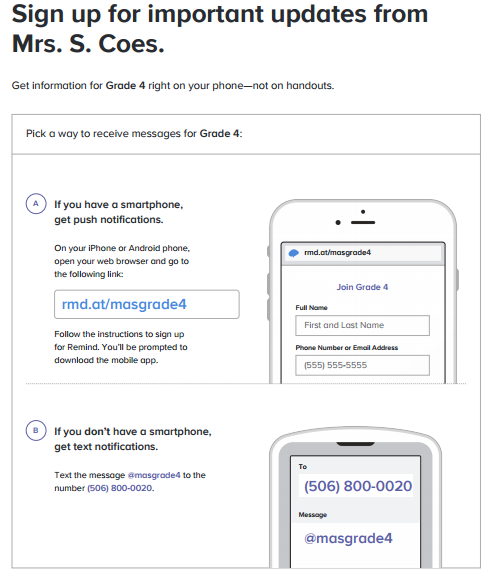 Sign up for important updates from
Mrs. S. Coes.
Get information for Grade 4 right on your phone—not on handouts.
Pick a way to receive messages for Grade 4:
A
If you have a smartphone,
get push notifications.
On your iPhone or Android phone,
open your web browser and go to
the following link:
rmd.at/masgrade4
Follow the instructions to sign up
for Remind. You'll be prompted to
download the mobile app.
rmd.at/masgrade4
Join Grade 4
Full Name
First and Last Name
Phone Number or Email Address
(555) 555-5555
B
If you don't have a smartphone,
get text notifications.
Text the message @masgrade4 to the
number (506) 800-0020.
To
(506) 800-0020
Message
@masgrade4